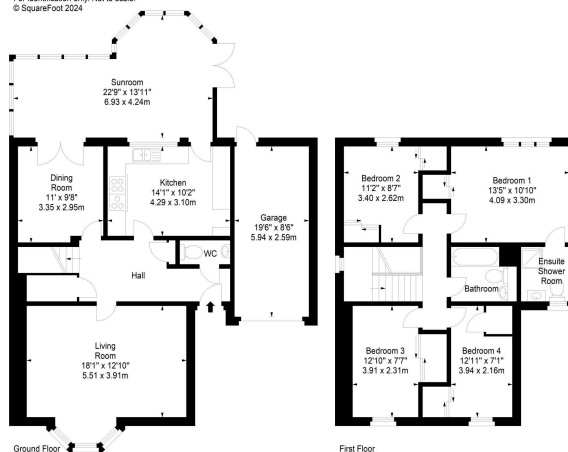 © SquareFoot 2024
Sunroom
22'9" x 13'11"
6.93 x 4.24m
Dining
Room
11' x 9'8"
3.35 x 2.95m
Kitchen
14'1" x 10'2"
4.29 x 3.10m
Garage
19'6" x 8'6"
5.94 x 2.59m
WC
Hall
Living
Room
18'1" x 12'10"
5.51 x 3.91m
Ground Floor
Bedroom 2
11'2" x 8'7"
3.40 x 2.62m
Bedroom 1
13'5" x 10'10"
4.09 x 3.30m
Ensuite
Shower
Room
Bathroom
Bedroom 3
12'10" x 7'7"
3.91 x 2.31m
Bedroom 4
12'11" x 7'1"
3.94 x 2.16m
First Floor